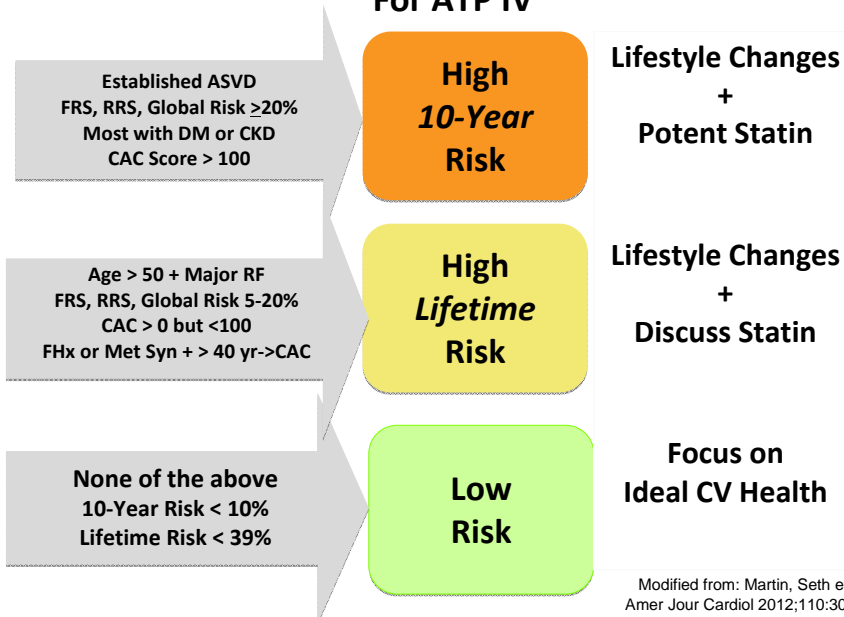 For ATP IV
Established ASVD
FRS, RRS, Global Risk >20%
Most with DM or CKD
CAC Score > 100
High
10-Year
Risk
Lifestyle Changes
+
Potent Statin
Age > 50 + Major RF
FRS, RRS, Global Risk 5-20%
CAC > 0 but <100
FHx or Met Syn + > 40 yr->CAC
High
Lifetime
Risk
Lifestyle Changes
+
Discuss Statin
None of the above
10-Year Risk < 10%
Lifetime Risk < 39%
Low
Risk
Focus on
Ideal CV Health
Modified from: Martin, Seth e
Amer Jour Cardiol 2012;110:30